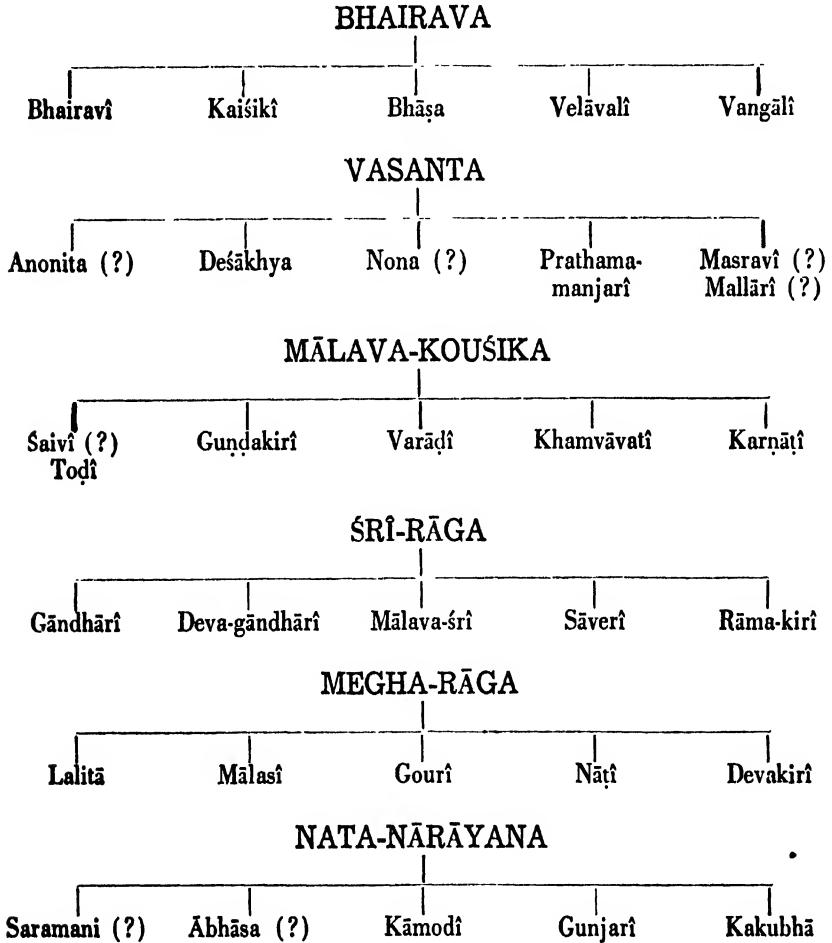 BHAIRAVA
Bhairavî Kaiśikî Bhāṣa Velāvalî Vangālî
VASANTA
Anonita (?) Deśākhya Nona (?) Prathama- Masravî (?)
manjarî Mallārî (?)
MĀLAVA-KOUŚIKA
Śaivî (?) Guṇḍakirî Varāḍî Khamvāvatî Karṇāṭî
Toḍî
ŚRÎ-RĀGA
Gāndhārî Deva-gāndhārî Mālava-śrî Sāverî Rāma-kirî
MEGHA-RĀGA
Lalitā Mālasî Gourî Nāṭî Devakirî
NATA-NĀRĀYANA
Saramani (?) Ābhāsa (?) Kāmodî Gunjarî Kakubhā